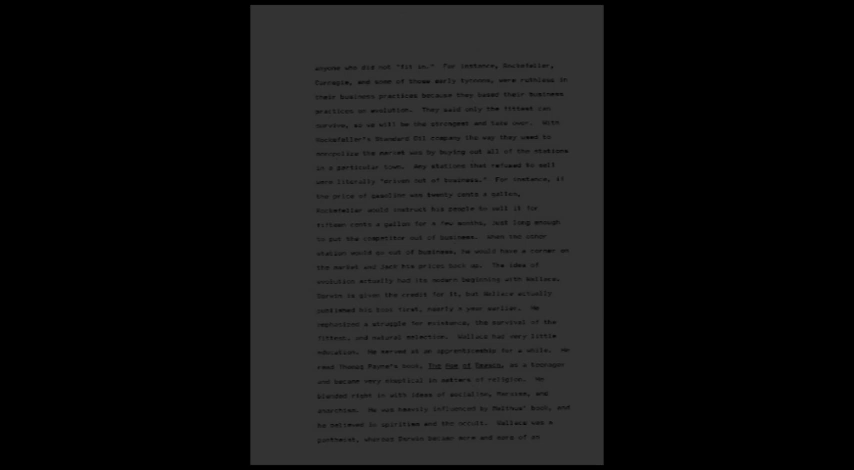 anyone who did not "fit in." For instance, Rockefeller,
Carnegie, and some of those early tycoons, were ruthless in
their business practices because they based their business
practices on evolution. They said only the fittest can
survive, so we will be the strongest and take over. With
Rockefeller's Standard Oil company the way they used to
monopolize the market was by buying out all of the stations
in a particular town. Any stations that refused to sell
were literally "driven out of business." For instance, if
the price of gasoline was twenty cents a gallon,
Rockefeller would instruct his people to sell it for
fifteen cents a gallon for a few months, just long enough
to put the competitor out of business. When the other
station would go out of business, he would have a corner on
the market and jack his prices back up. The idea of
evolution actually had its modern beginning with Wallace.
Darwin is given the credit for it, but Wallace actually
published his book first, nearly a year earlier. He
emphasized a struggle for existence, the survival of the
fittest, and natural selection. Wallace had very little
education. He served at an apprenticeship for a while. He
read Thomas Payne's book, The Age of Reason, as a teenager
and became very skeptical in matters of religion. He
blended right in with ideas of socialism, Marxism, and
anarchism. He was heavily influenced by Malthus' book, and
he believed in spiritism and the occult. Wallace was a
pantheist, whereas Darwin became more and more of an